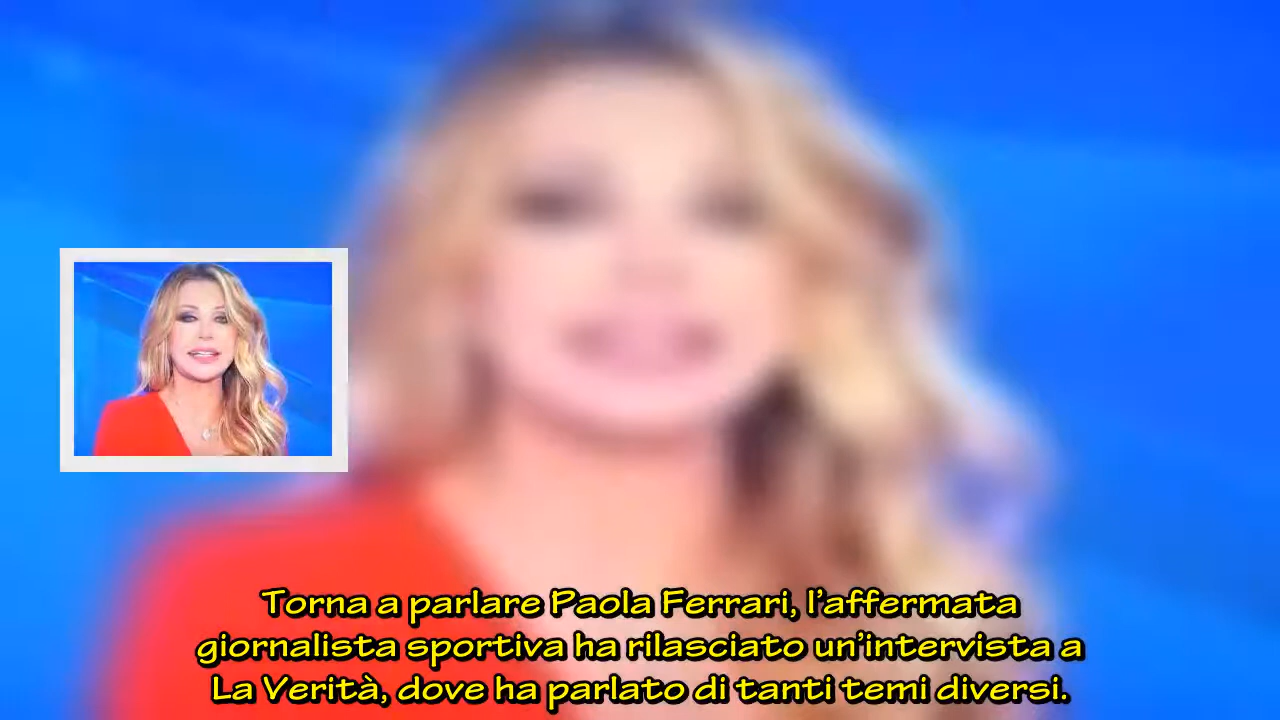 Torna a parlare Paola Ferrari, l'affermata
giornalista sportiva ha rilasciato un'intervista a
La Verità, dove ha parlato di tanti temi diversi.